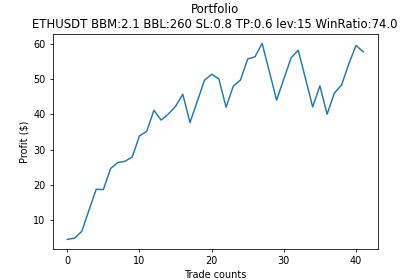 Portfolio
ETHUSDT BBM:2.1 BBL:260 SL:0.8 TP:0.6 lev:15 WinRatio:74.0
Profit ($)
60
50
40
30
20
10
0 10 20 30 40
Trade counts